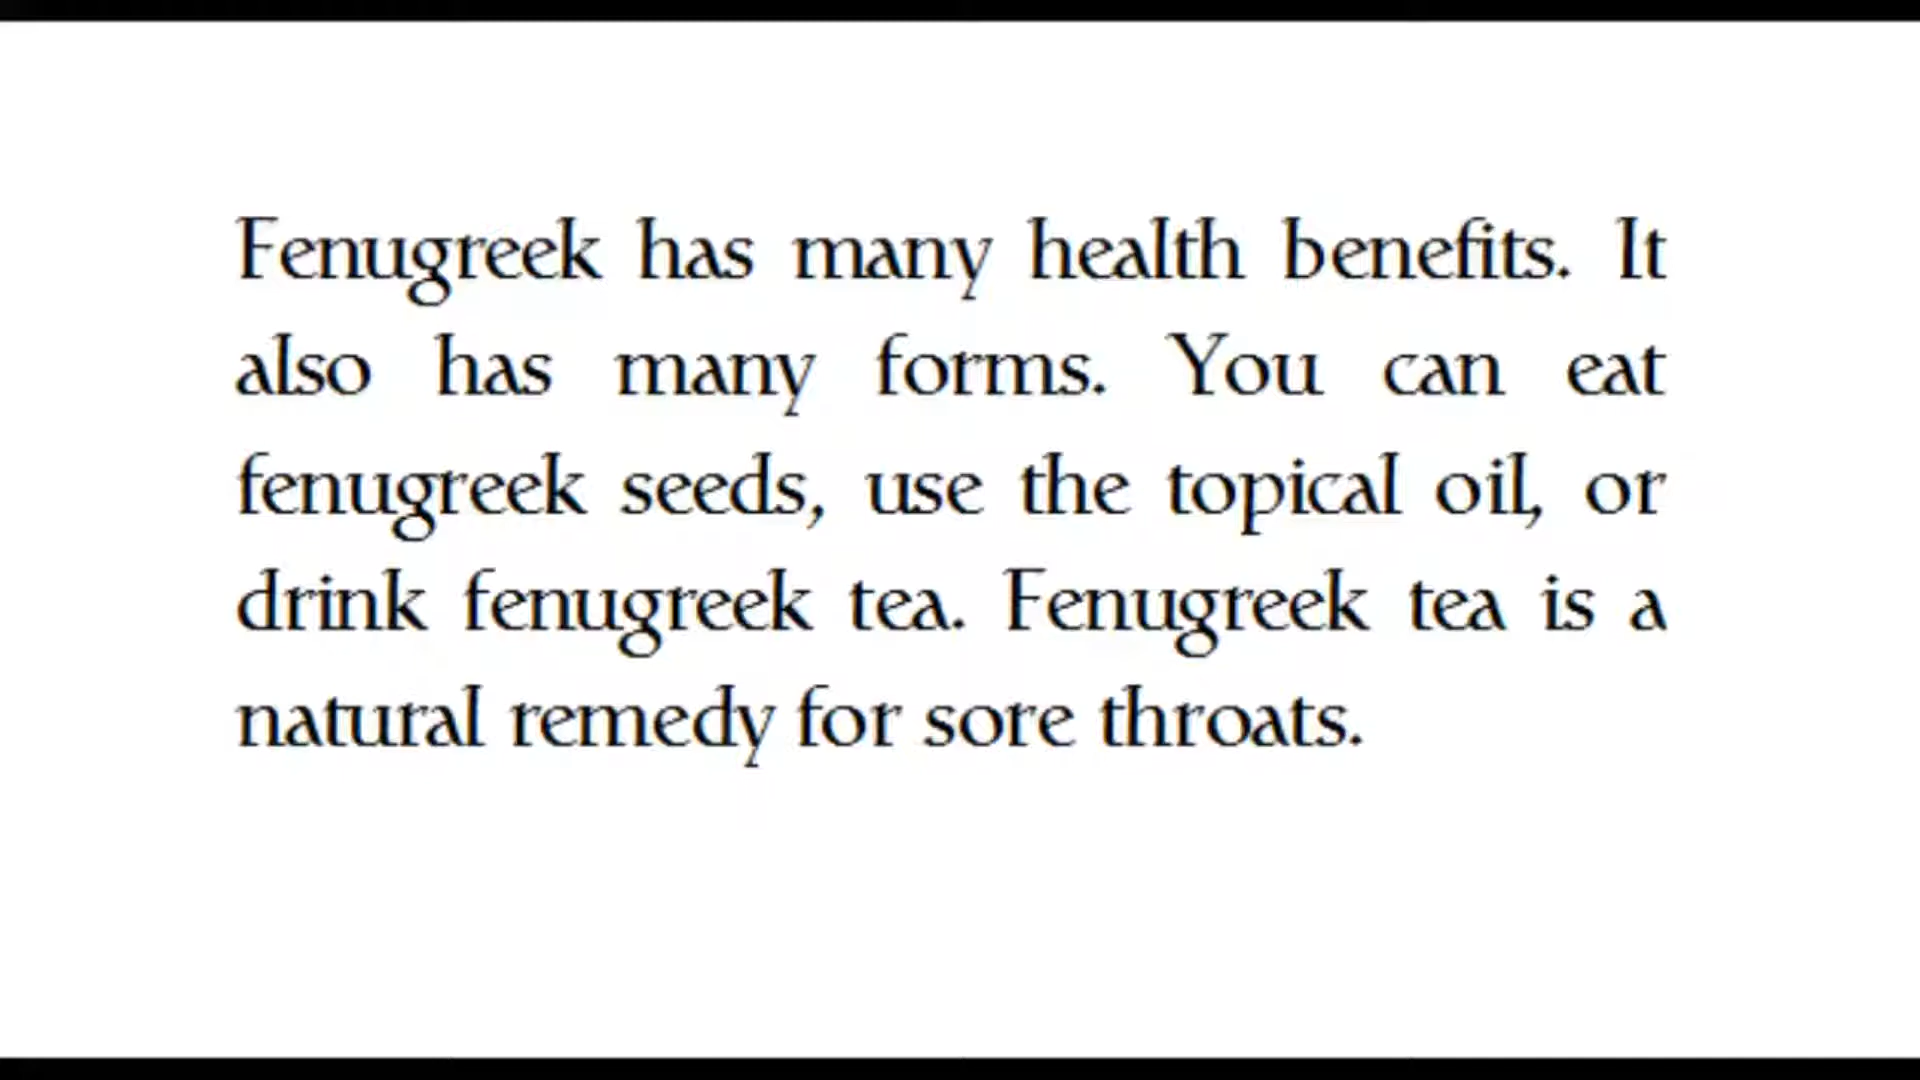 Fenugreek has many health benefits. It
also has many forms. You can eat
fenugreek seeds, use the topical oil, or
drink fenugreek tea. Fenugreek tea is a
natural remedy for sore throats.